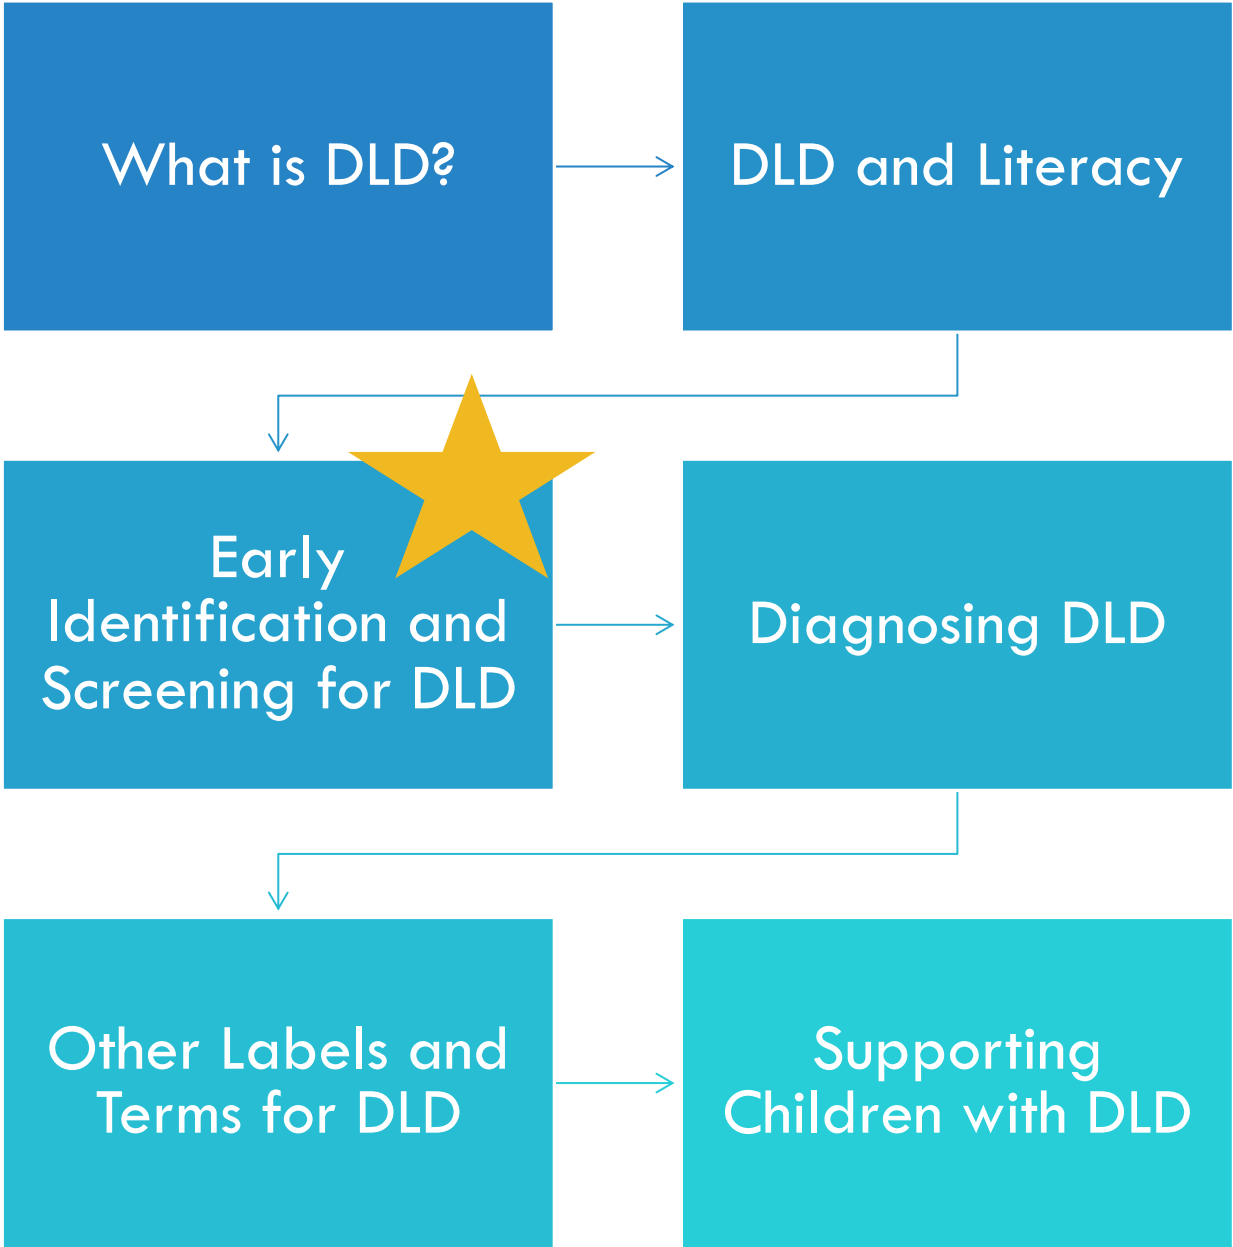 What is DLD?
DLD and Literacy
Early
Identification and
Screening for DLD
Diagnosing DLD
Other Labels and
Terms for DLD
Supporting
Children with DLD